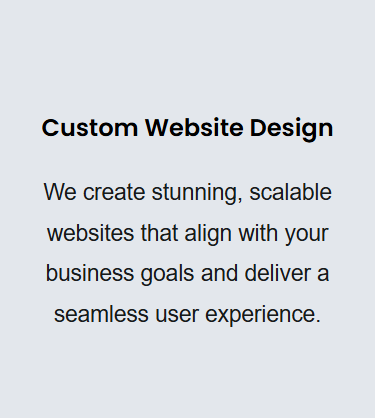 Custom Website Design
We create stunning, scalable
websites that align with your
business goals and deliver a
seamless user experience.